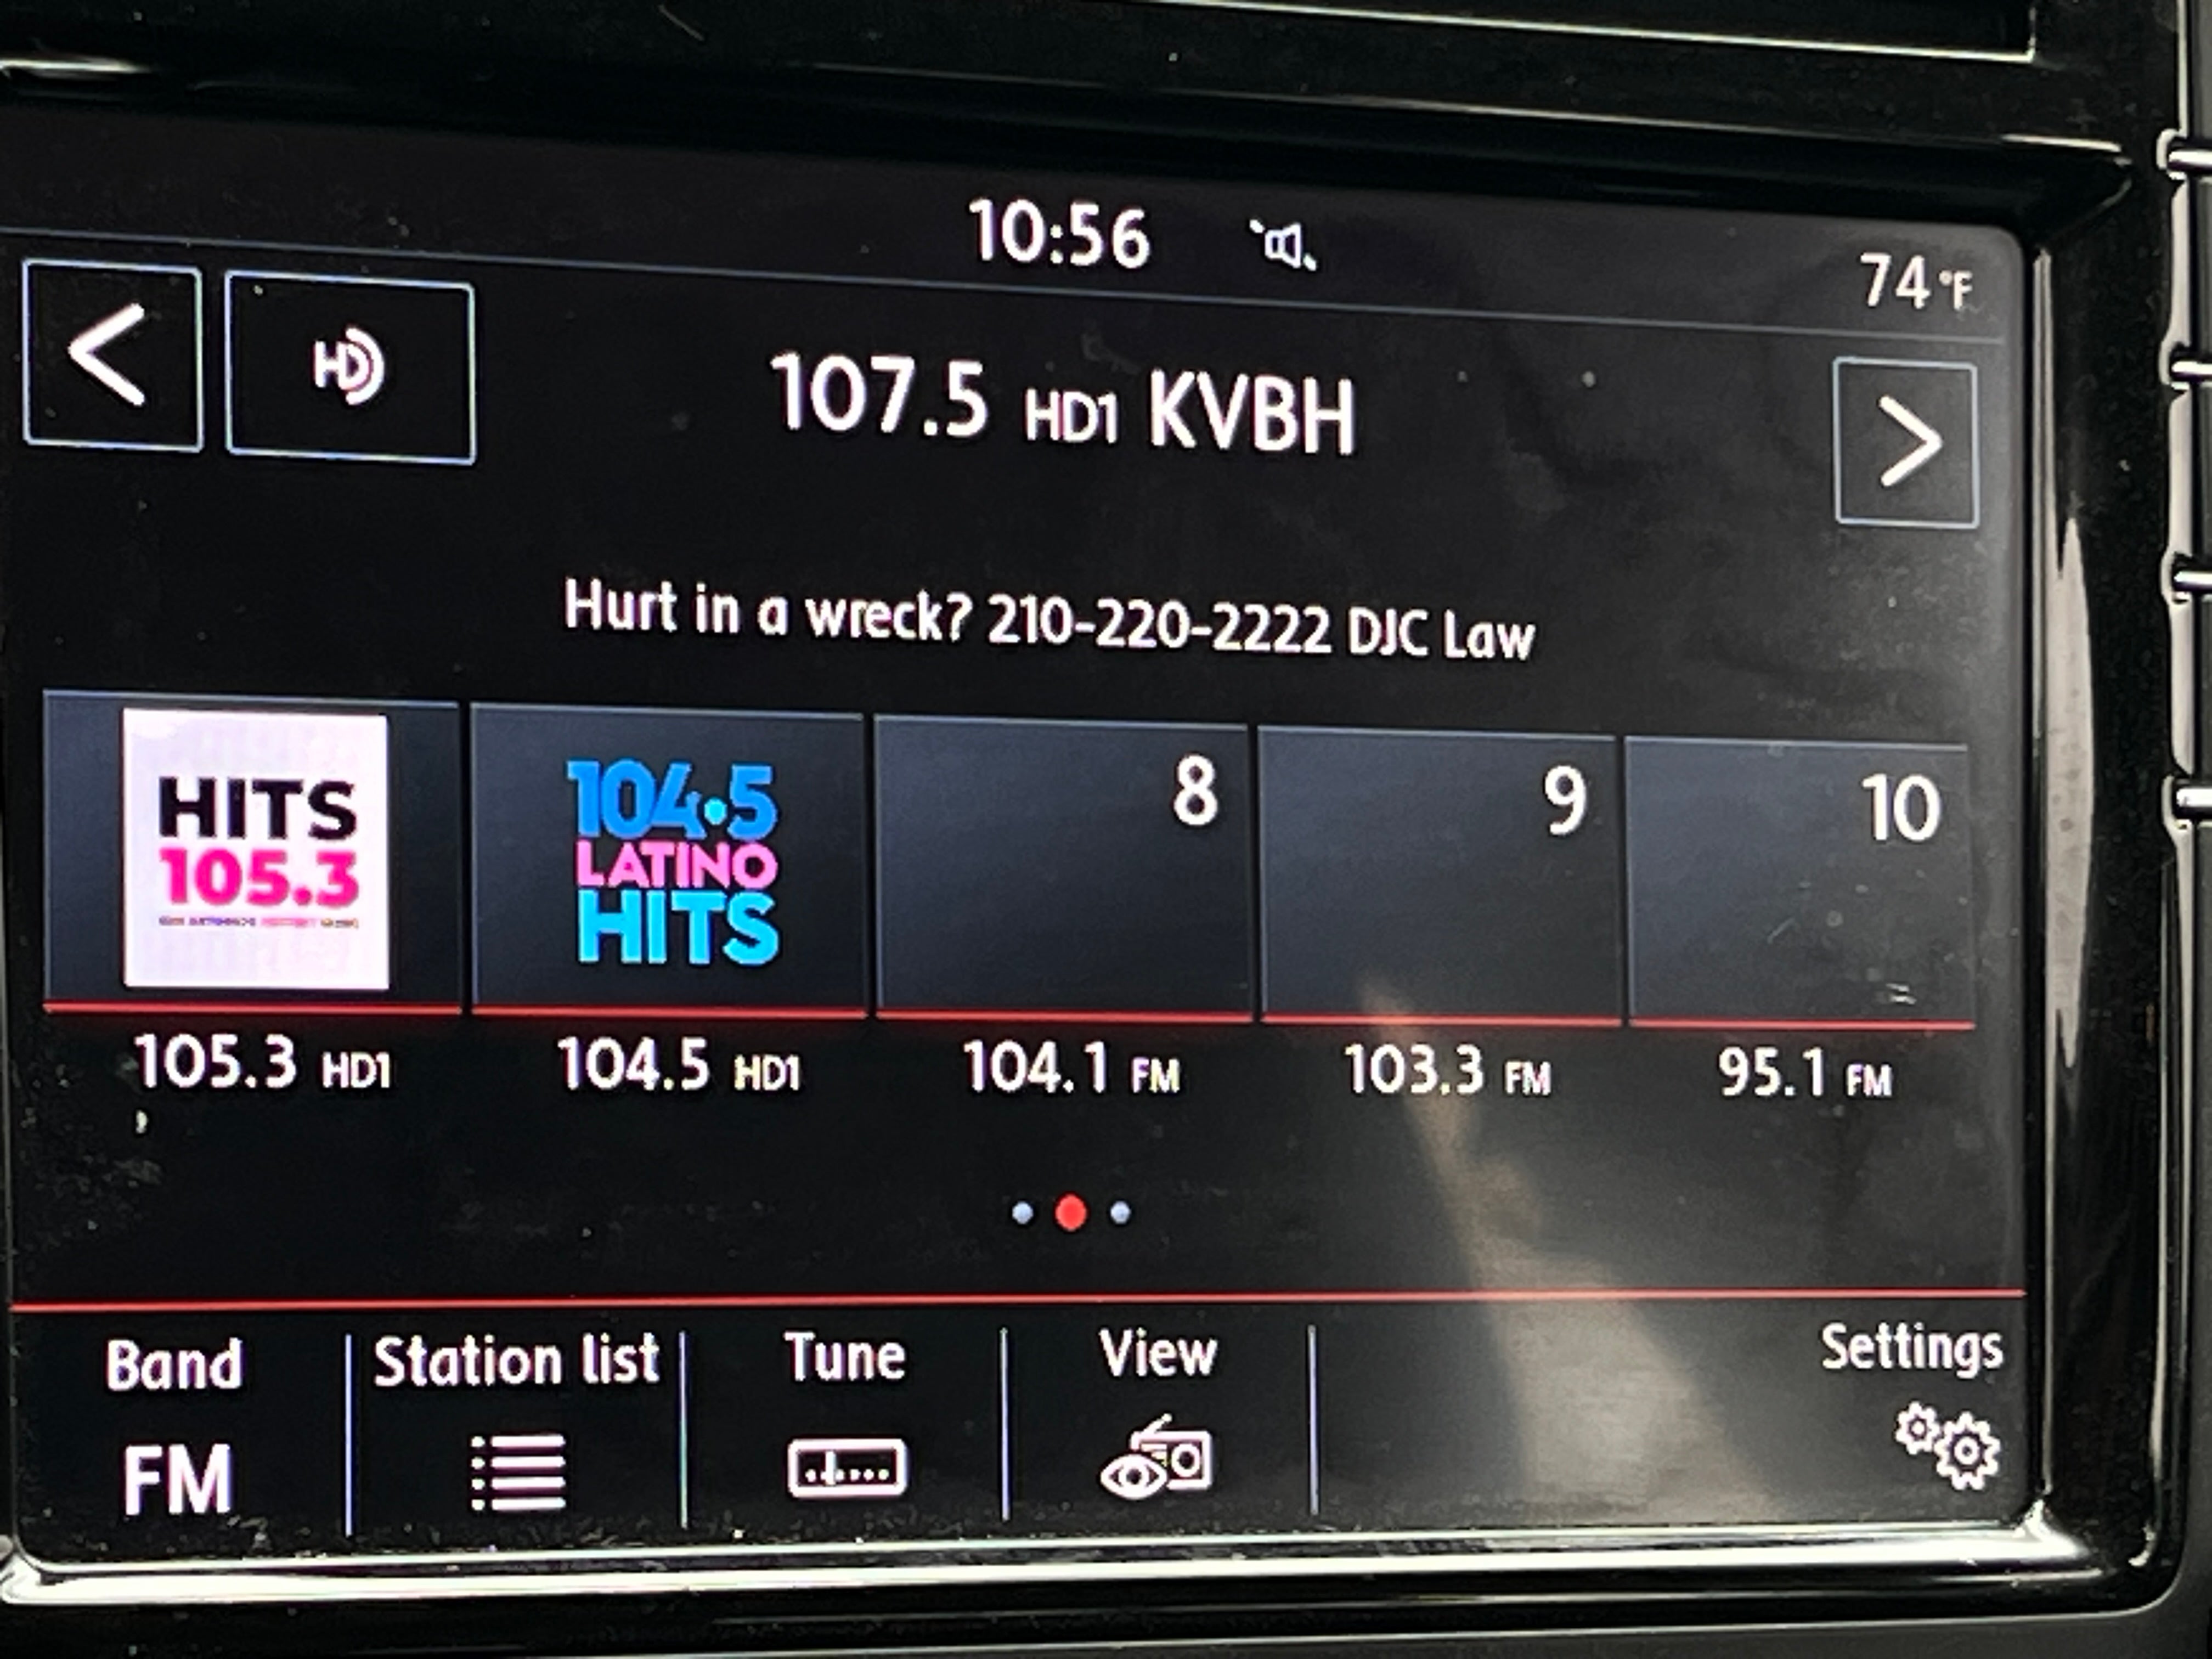 10:56
74°F
HD
107.5 HD1 KVBH
Hurt in a wreck? 210-220-2222 DJC Law
HITS
105.3
104.5
LATINO
HITS
8
9
10
105.3 HD1
104.5 HD1
104.1 FM
103.3 FM
95.1 FM
Band
FM
Station list
Tune
View
Settings